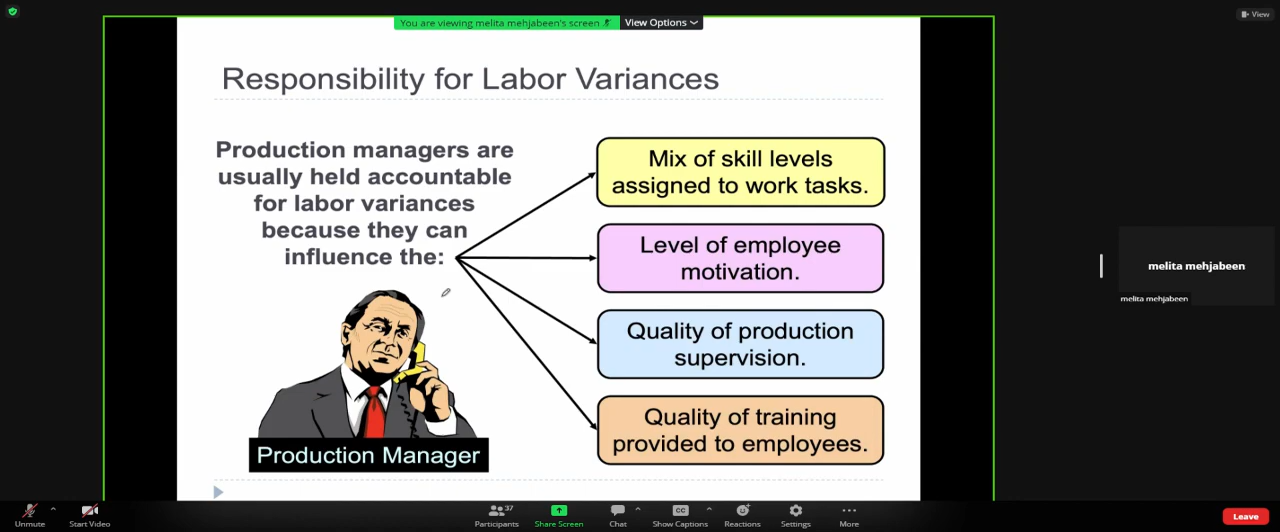 You are viewing melita mehjabeen's screen
View Options
View
Responsibility for Labor Variances
Production managers are
usually held accountable
for labor variances
because they can
influence the:
Mix of skill levels
assigned to work tasks.
Level of employee
motivation.
Quality of production
supervision.
Quality of training
provided to employees.
Production Manager
melita mehjabeen
melita mehjabeen
Unmute
Start Video
37
Participants
Share Screen
Chat
CC
Show Captions
Reactions
Settings
More
Leave